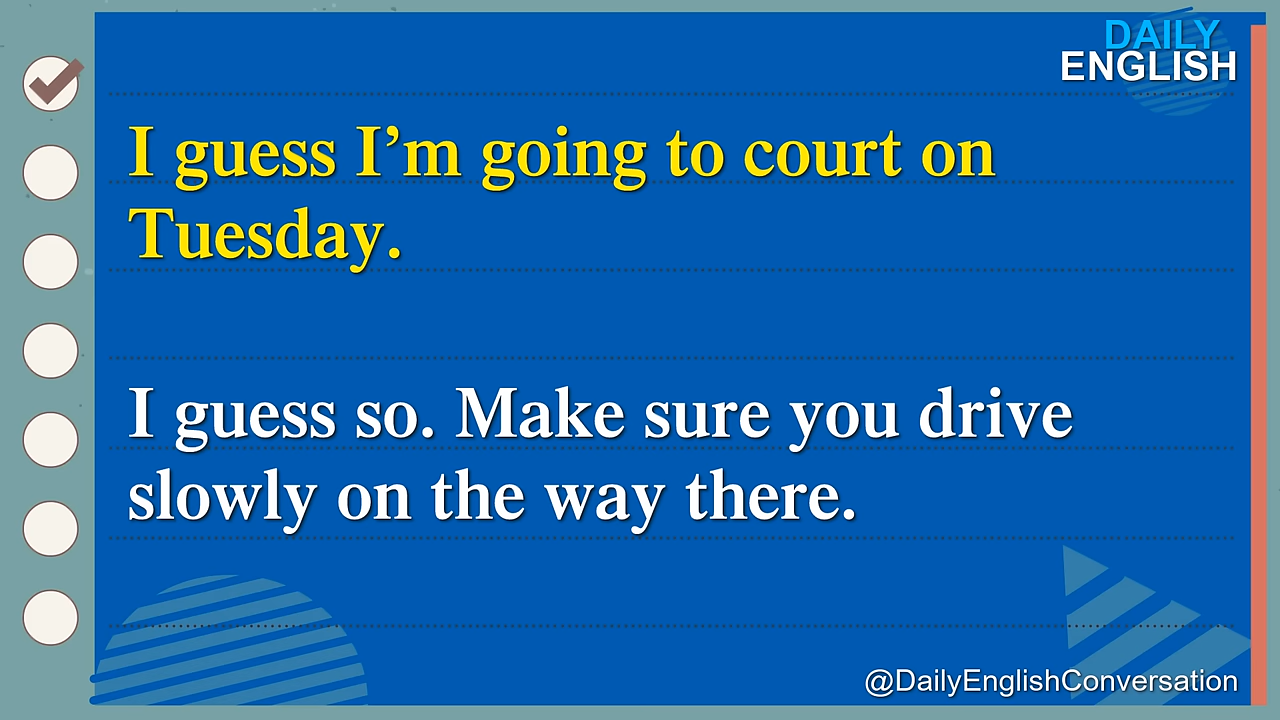 DAILY
ENGLISH
I guess I’m going to court on
Tuesday.
I guess so. Make sure you drive
slowly on the way there.
@DailyEnglishConversation